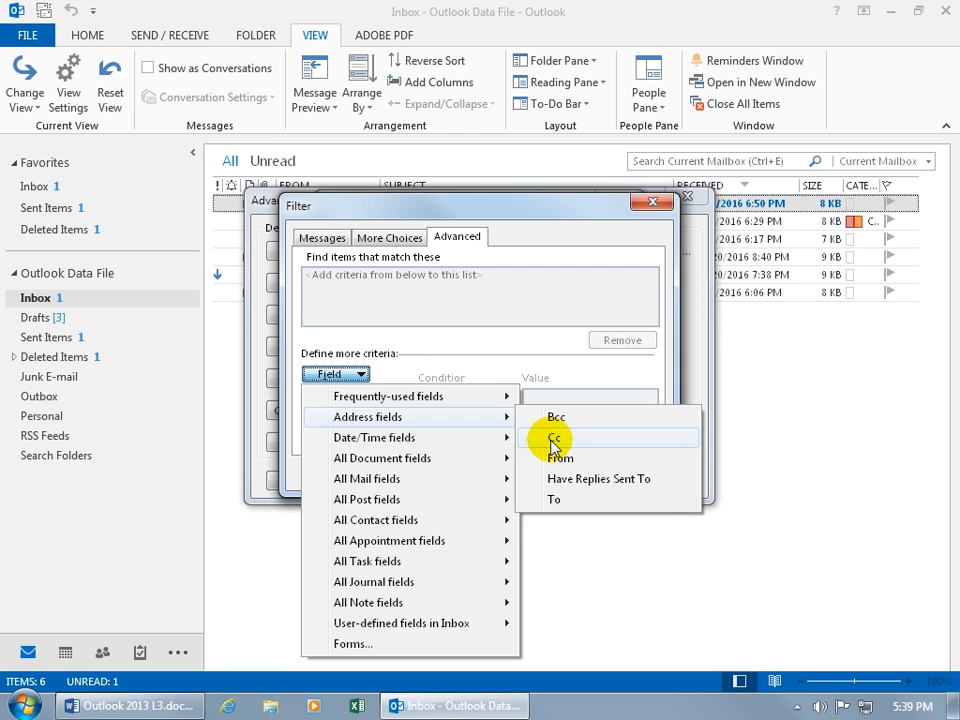 Inbox - Outlook Data File - Outlook
FILE HOME SEND / RECEIVE FOLDER VIEW ADOBE PDF
Change View
View Settings
Reset View
Current View
Show as Conversations
Conversation Settings
Messages
Message Preview
Arrange By
Reverse Sort
Add Columns
Expand/Collapse
Arrangement
Folder Pane
Reading Pane
To-Do Bar
Layout
People Pane
People Pane
Reminders Window
Open in New Window
Close All Items
Window
Favorites
Inbox 1
Sent Items 1
Deleted Items 1
Outlook Data File
Inbox 1
Drafts [3]
Sent Items 1
Deleted Items 1
Junk E-mail
Outbox
Personal
RSS Feeds
Search Folders
All Unread
Search Current Mailbox (Ctrl+E) Current Mailbox
FROM SUBJECT RECEIVED SIZE CATE...
/2016 6:50 PM 8 KB
/2016 6:29 PM 8 KB C...
/2016 6:17 PM 7 KB
20/2016 8:40 PM 9 KB
20/2016 7:38 PM 9 KB
/2016 6:06 PM 8 KB
Adva
De
Filter
Messages More Choices Advanced
Find items that match these
<Add criteria from below to this list>
Remove
Define more criteria:
Field Condition Value
Frequently-used fields
Address fields
Date/Time fields
All Document fields
All Mail fields
All Post fields
All Contact fields
All Appointment fields
All Task fields
All Journal fields
All Note fields
User-defined fields in Inbox
Forms...
Bcc
Cc
From
Have Replies Sent To
To
ITEMS: 6 UNREAD: 1 100%
Outlook 2013 L3.doc... Inbox - Outlook Data... 5:39 PM